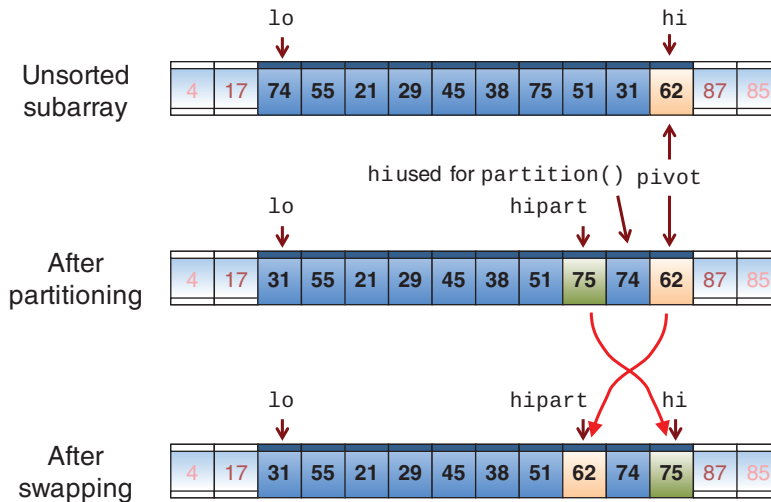 lo hi
Unsorted
subarray
4 17 74 55 21 29 45 38 75 51 31 62 87 85
hi used for partition() pivot
lo hipart
After
partitioning
4 17 31 55 21 29 45 38 51 75 74 62 87 85
lo hipart hi
After
swapping
4 17 31 55 21 29 45 38 51 62 74 75 87 85